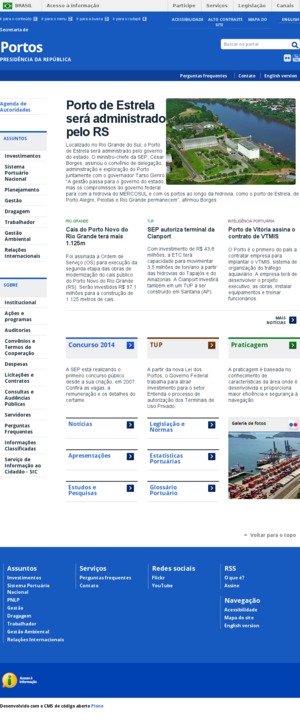 BRASIL
Acesso à informação
Participe
Serviços
Legislação
Canais
Ir para o conteúdo 1
Ir para o menu 2
Ir para a busca 3
Ir para o rodapé 4
ACESSIBILIDADE
ALTO CONTRASTE
MAPA DO SITE
ENGLISH
Secretaria de
Portos
PRESIDÊNCIA DA REPÚBLICA
Buscar no portal
Perguntas frequentes
Contato
English version
Agenda de
Autoridades
ASSUNTOS
Investimentos
Sistema
Portuário
Nacional
Planejamento
Gestão
Dragagem
Trabalhador
Gestão
Ambiental
Relações
Internacionais
SOBRE
Institucional
Ações e
programas
Auditorias
Convênios e
Termos de
Cooperação
Despesas
Licitações e
Contratos
Consultas e
Audiências
Públicas
Servidores
Perguntas
Frequentes
Informações
Classificadas
Serviço de
Informação ao
Cidadão - SIC
Porto de Estrela
será administrado
pelo RS
Localizado no Rio Grande do Sul, o Porto
de Estrela será administrado pelo governo
do estado. O ministro-chefe da SEP, César
Borges, assinou o convênio de delegação,
administração e exploração do Porto
juntamente com o governador Tarso Genro.
"A gestão passa para o governo do estado,
mas os compromissos do governo federal
para com a hidrovia do MERCOSUL e com os portos ao longo da hidrovia, como o porto de Estrela, de
Porto Alegre, Pelotas e Rio Grande permanecem", afirmou Borges.
RIO GRANDE
Cais do Porto Novo
do Rio Grande terá mais
1.125m
Foi assinada a Ordem de
Serviço (OS) para execução da
segunda etapa das obras de
modernização do cais público
do Porto Novo do Rio Grande
(RS). Serão investidos R$ 97,1
milhões para a construção de
1.125 metros de cais.
TUP
SEP autoriza terminal da
Cianport
Com investimento de R$ 43,8
milhões, a ETC terá
capacidade para movimentar
3,5 milhões de tonelada a partir
das hidrovias do Tapajós e do
Amazonas. A Cianport investirá
também em um TUP a ser
construído em Santana (AP).
INTELIGÊNCIA PORTUÁRIA
Porto de Vitória assina o
contrato de VTMIS
O Porto é o primeiro do país a
contratar empresa para
implantar o VTMIS, sistema de
organização do tráfego
aquaviário. A empresa terá de
desenvolver o projeto
executivo, as obras, instalar
equipamentos e treinar
funcionários.
MAIS
NOTÍCIAS
Concurso 2014
A SEP está realizando o
primeiro concurso público
desde a sua criação, em 2007.
Confira as vagas, a
remuneração e os detalhes do
certame.
TUP
A partir da nova Lei dos
Portos, o Governo Federal
trabalha para atrair
investimento para o setor.
Entenda o processo de
autorização dos Terminais de
Uso Privado.
Praticagem
A praticagem é baseada no
conhecimento de
características da área onde é
desenvolvida e proporciona
maior eficiência e segurança à
navegação.
Notícias
Legislação e
Normas
Apresentações
Estatísticas
Portuárias
Estudos e
Pesquisas
Glossário
Portuário
Galeria de fotos
Voltar para o topo
Assuntos
Investimentos
Sistema Portuário
Nacional
PNLP
Gestão
Dragagem
Trabalhador
Gestão Ambiental
Relações Internacionais
Serviços
Perguntas frequentes
Contato
Redes sociais
Flickr
YouTube
RSS
O que é?
Assine
Navegação
Acessibilidade
Mapa do site
English version
Acesso à
Informação
Desenvolvido com o CMS de código aberto Plone